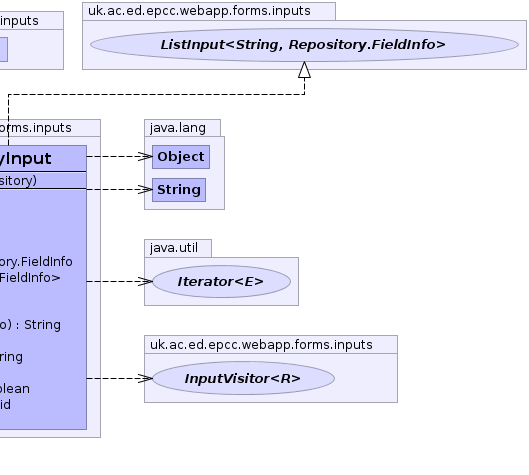 inputs
uk.ac.ed.epcc.webapp.forms.inputs
ListInput<String, Repository.FieldInfo>
orms.inputs
java.lang
yInput
Object
sitory)
String
java.util
ory.FieldInfo
FieldInfo>
Iterator<E>
o) : String
uk.ac.ed.epcc.webapp.forms.inputs
ring
InputVisitor<R>
olean
id